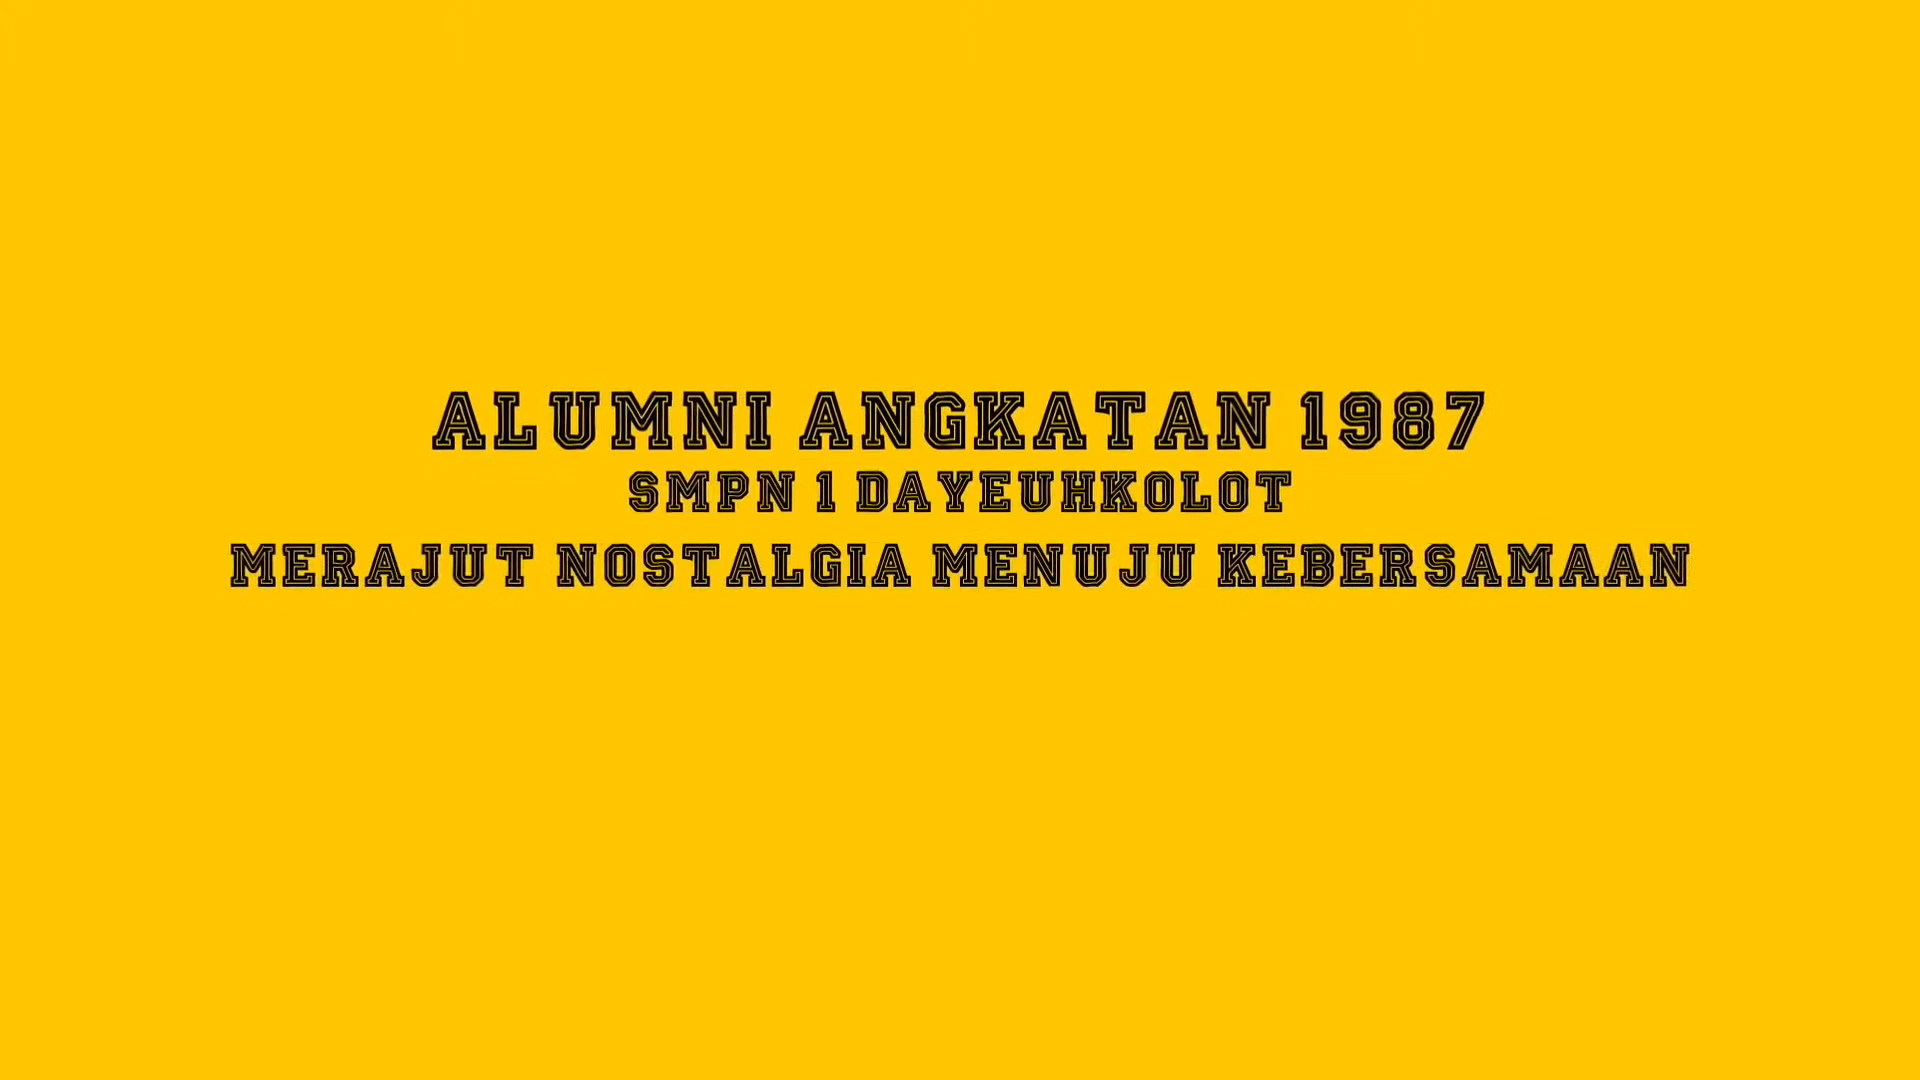 ALUMNI ANGKATAN 1987
SMPN 1 DAYEUHKOLOT
MERAJUT NOSTALGIA MENUJU KEBERSAMAAN